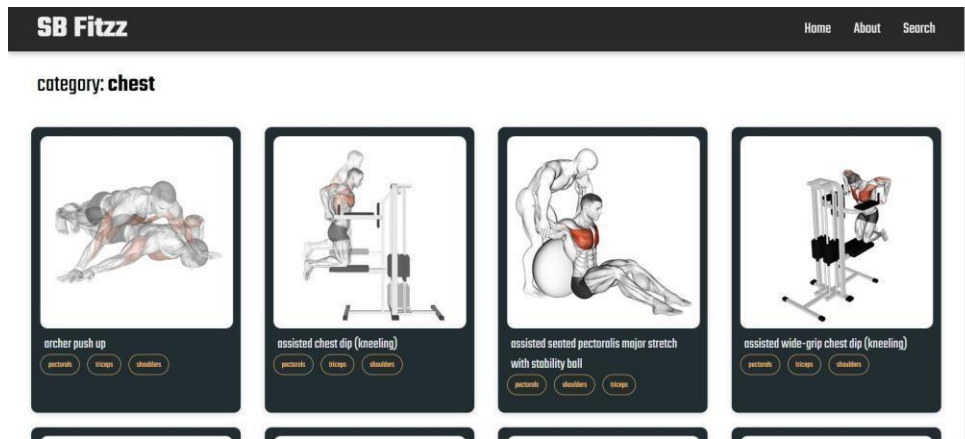 SB Fitzz
Home About Search
category: chest
archer push up
pectorals triceps shoulders
assisted chest dip (kneeling)
pectorals triceps shoulders
assisted seated pectoralis major stretch
with stability ball
pectorals shoulders triceps
assisted wide-grip chest dip (kneeling)
pectorals triceps shoulders